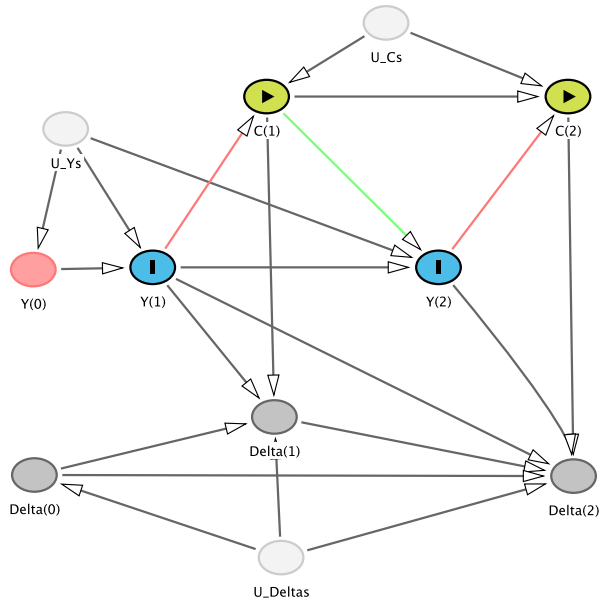 U_Cs
C(1)
C(2)
U_Ys
Y(0)
Y(1)
Y(2)
Delta(1)
Delta(0)
Delta(2)
U_Deltas